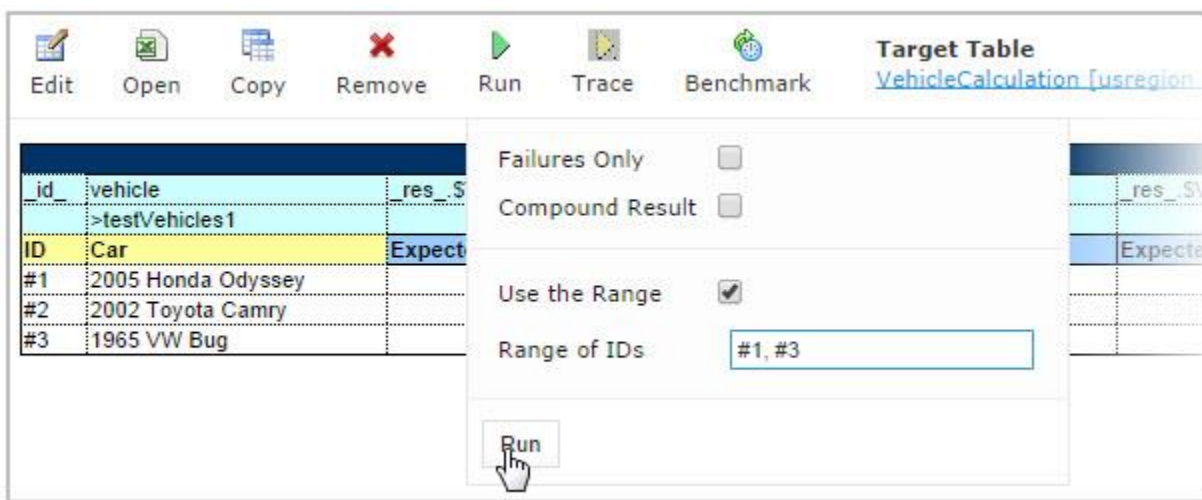 Edit Open Copy Remove Run Trace Benchmark
Target Table
VehicleCalculation [usregion
_id_ vehicle _res_.$
>testVehicles1
ID Car Expect
#1 2005 Honda Odyssey
#2 2002 Toyota Camry
#3 1965 VW Bug
Failures Only
Compound Result
Use the Range
Range of IDs #1, #3
Run
_res_.$
Expecte